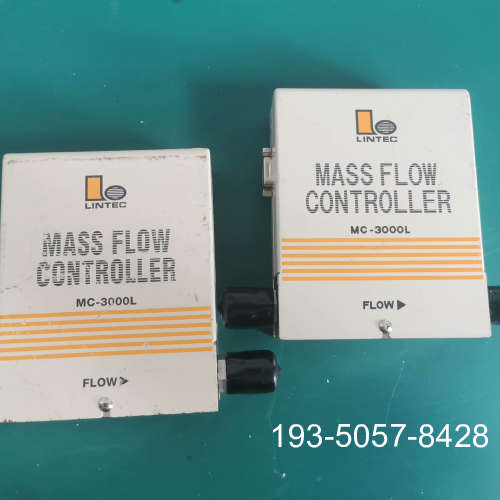 LINTEC
MASS FLOW
CONTROLLER
MC-3000L
FLOW
LINTEC
MASS FLOW
CONTROLLER
MC-3000L
FLOW
193-5057-8428